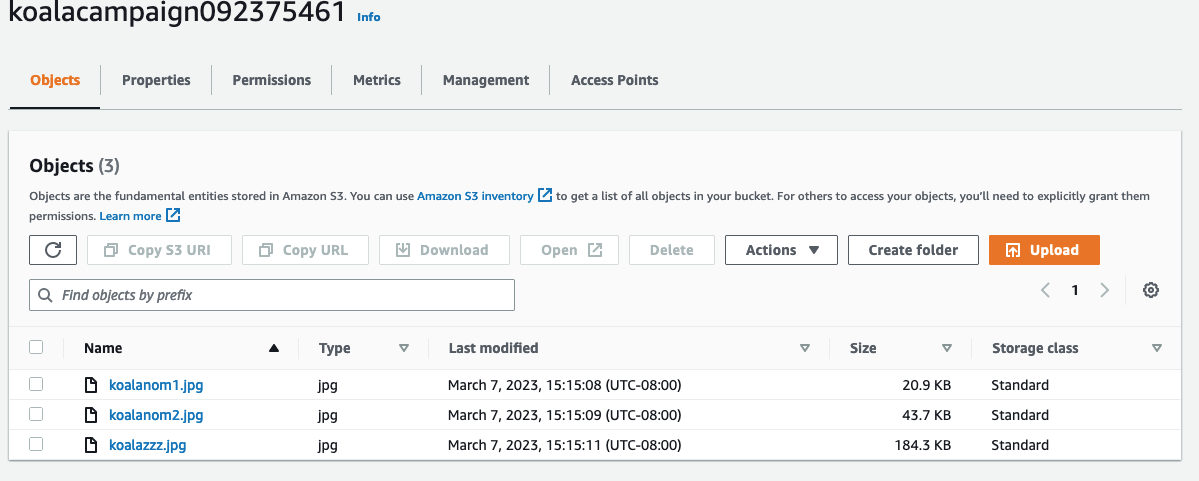 koalacampaign092375461 Info
Objects Properties Permissions Metrics Management Access Points
Objects (3)
Objects are the fundamental entities stored in Amazon S3. You can use Amazon S3 inventory to get a list of all objects in your bucket. For others to access your objects, you'll need to explicitly grant them
permissions. Learn more
Copy S3 URI Copy URL Download Open Delete Actions Create folder Upload
Find objects by prefix 1
Name Type Last modified Size Storage class
koalanom1.jpg jpg March 7, 2023, 15:15:08 (UTC-08:00) 20.9 KB Standard
koalanom2.jpg jpg March 7, 2023, 15:15:09 (UTC-08:00) 43.7 KB Standard
koalazzz.jpg jpg March 7, 2023, 15:15:11 (UTC-08:00) 184.3 KB Standard